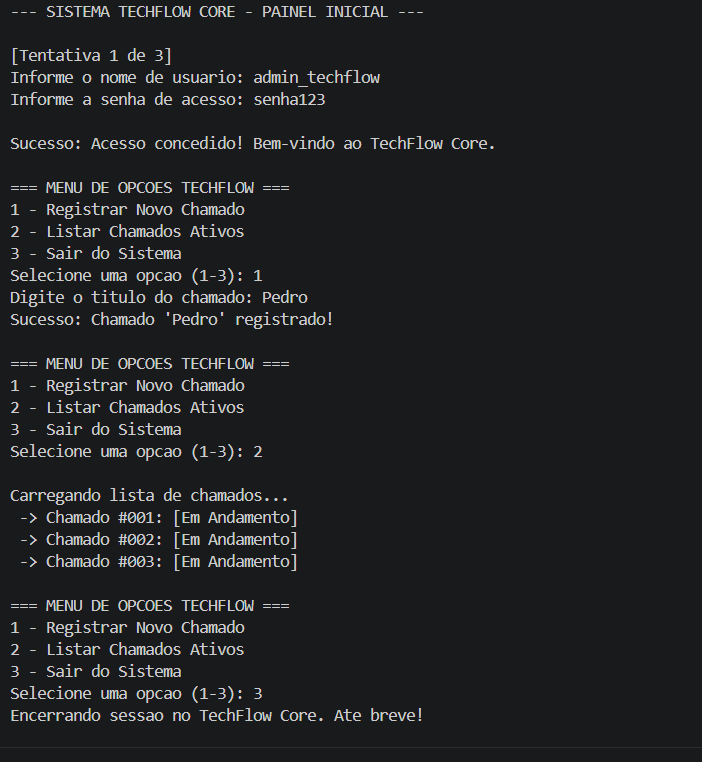 --- SISTEMA TECHFLOW CORE - PAINEL INICIAL ---
[Tentativa 1 de 3]
Informe o nome de usuario: admin_techflow
Informe a senha de acesso: senha123
Sucesso: Acesso concedido! Bem-vindo ao TechFlow Core.
=== MENU DE OPCOES TECHFLOW ===
1 - Registrar Novo Chamado
2 - Listar Chamados Ativos
3 - Sair do Sistema
Selecione uma opcao (1-3): 1
Digite o titulo do chamado: Pedro
Sucesso: Chamado 'Pedro' registrado!
=== MENU DE OPCOES TECHFLOW ===
1 - Registrar Novo Chamado
2 - Listar Chamados Ativos
3 - Sair do Sistema
Selecione uma opcao (1-3): 2
Carregando lista de chamados...
-> Chamado #001: [Em Andamento]
-> Chamado #002: [Em Andamento]
-> Chamado #003: [Em Andamento]
=== MENU DE OPCOES TECHFLOW ===
1 - Registrar Novo Chamado
2 - Listar Chamados Ativos
3 - Sair do Sistema
Selecione uma opcao (1-3): 3
Encerrando sessao no TechFlow Core. Ate breve!